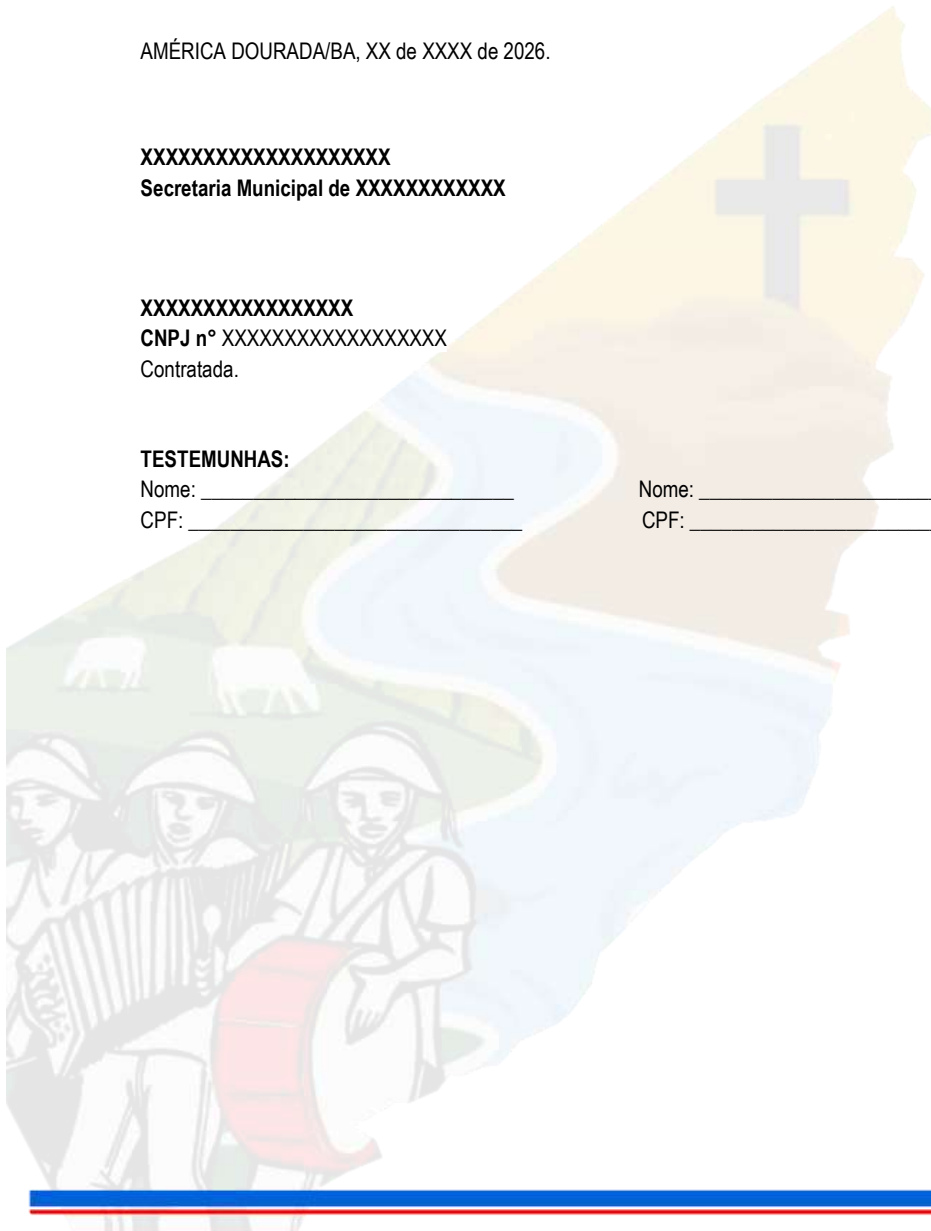 AMÉRICA DOURADA/BA, XX de XXXX de 2026.
XXXXXXXXXXXXXXXXXXXX
Secretaria Municipal de XXXXXXXXXXXX
XXXXXXXXXXXXXXXXX
CNPJ n° XXXXXXXXXXXXXXXXXX
Contratada.
TESTEMUNHAS:
Nome: ______________________________ Nome: ______________________
CPF: ________________________________ CPF: _______________________